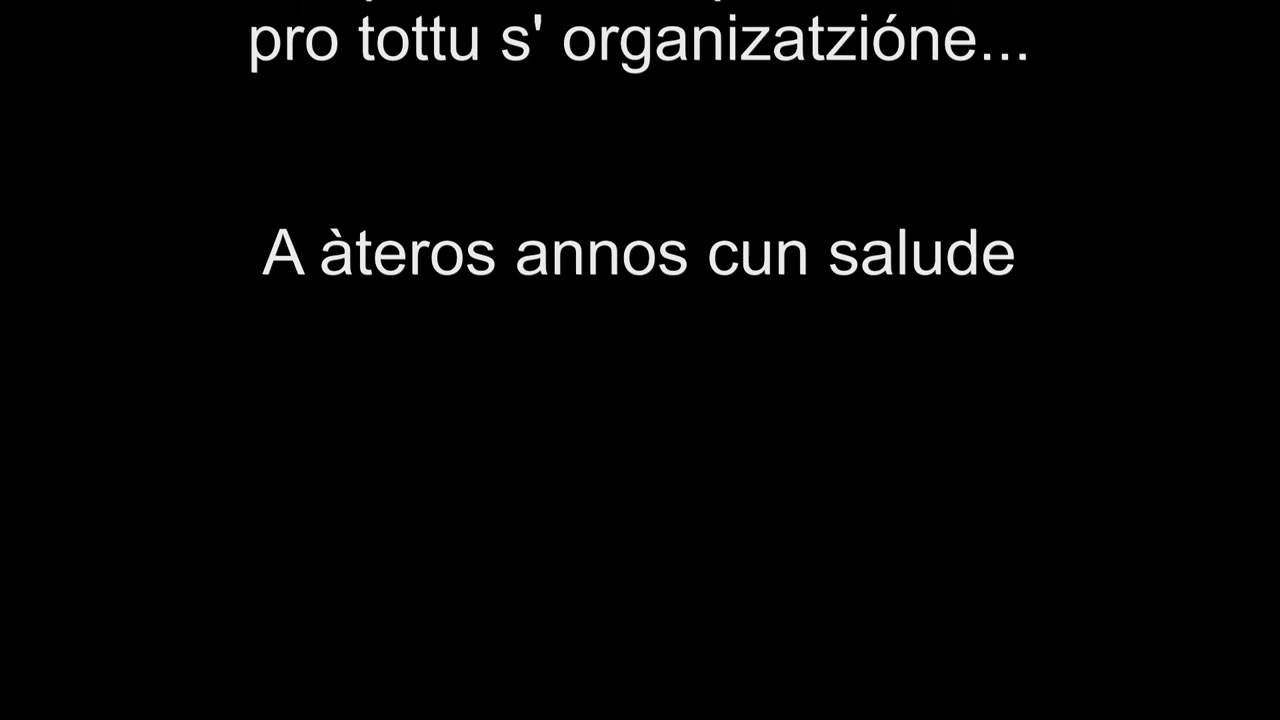 pro tottu s' organizatzióne...
A àteros annos cun salude